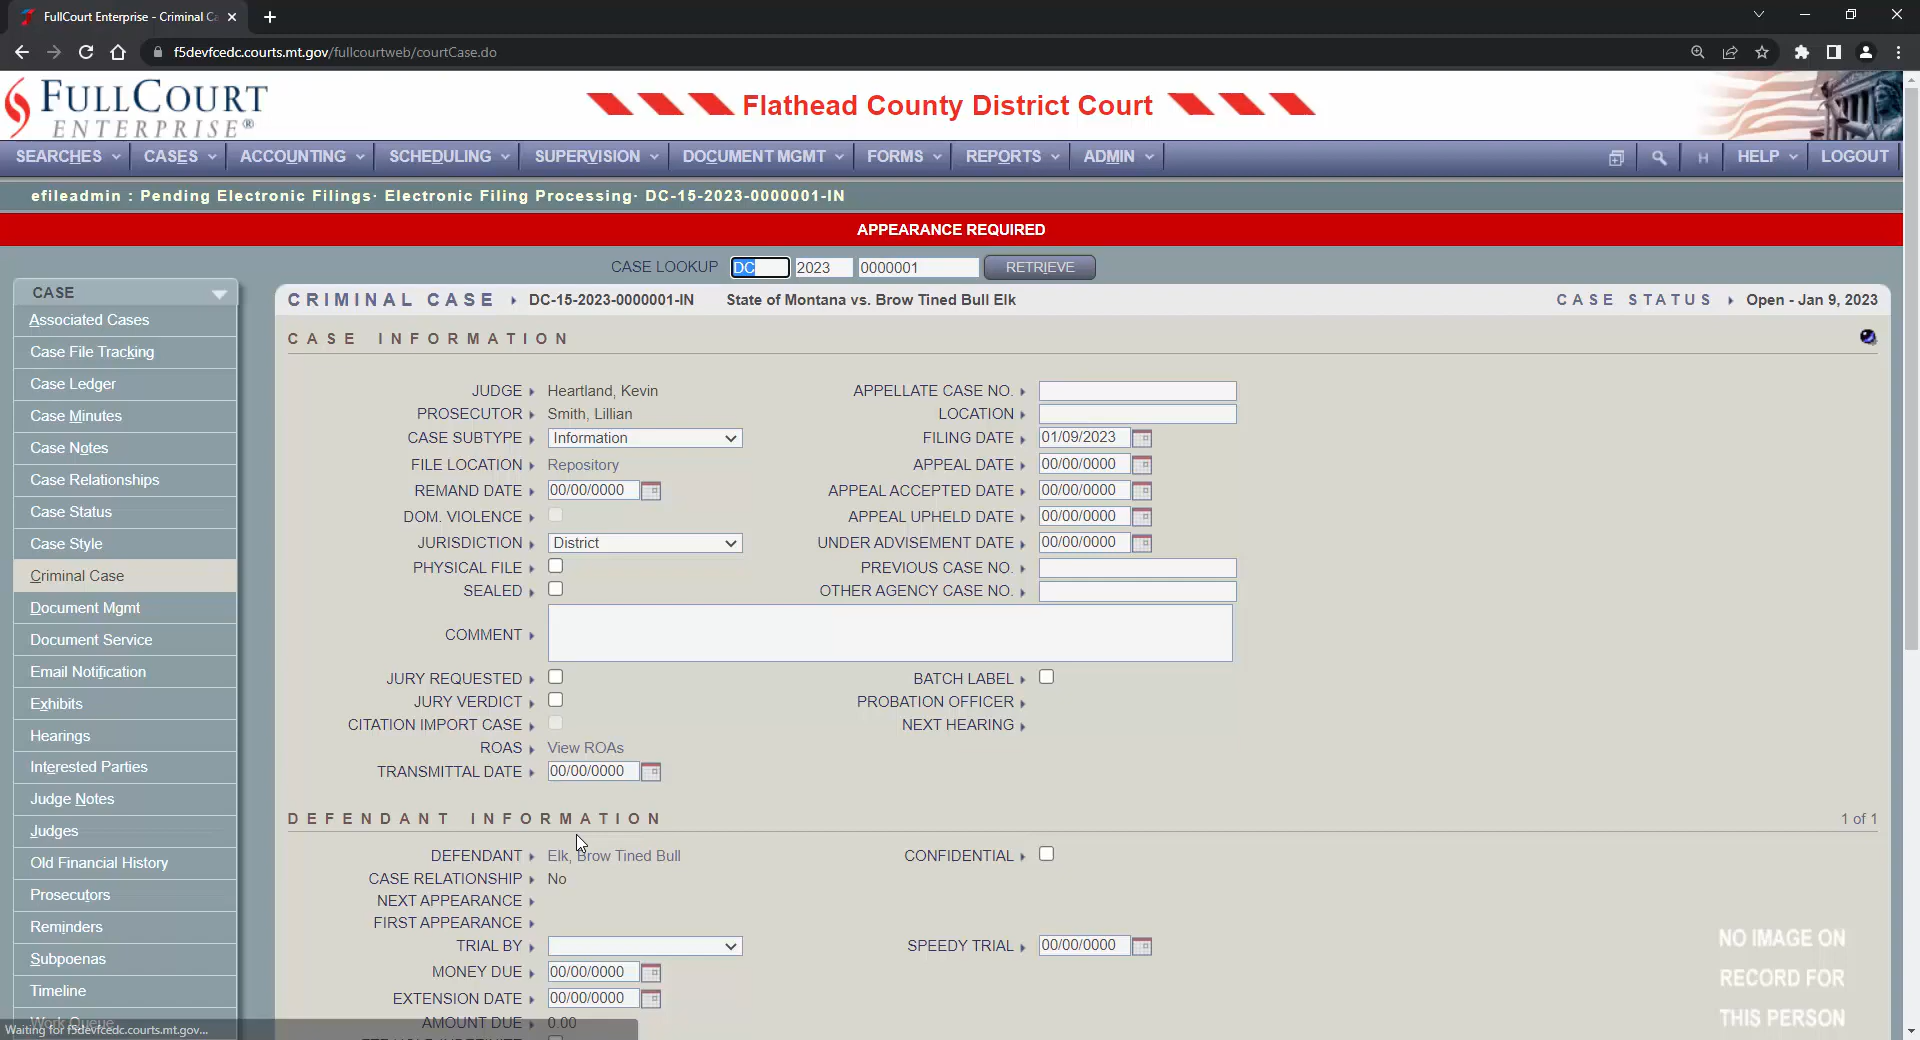 FullCourt Enterprise - Criminal Ca
f5devfcedc.courts.mt.gov/fullcourtweb/courtCase.do
FULLCOURT
ENTERPRISE®
Flathead County District Court
SEARCHES CASES ACCOUNTING SCHEDULING SUPERVISION DOCUMENT MGMT FORMS REPORTS ADMIN H HELP LOGOUT
efileadmin : Pending Electronic Filings· Electronic Filing Processing· DC-15-2023-0000001-IN
APPEARANCE REQUIRED
CASE LOOKUP DC 2023 0000001 RETRIEVE
CASE
Associated Cases
Case File Tracking
Case Ledger
Case Minutes
Case Notes
Case Relationships
Case Status
Case Style
Criminal Case
Document Mgmt
Document Service
Email Notification
Exhibits
Hearings
Interested Parties
Judge Notes
Judges
Old Financial History
Prosecutors
Reminders
Subpoenas
Timeline
Work Queue
Waiting for f5devfcedc.courts.mt.gov...
CRIMINAL CASE DC-15-2023-0000001-IN State of Montana vs. Brow Tined Bull Elk CASE STATUS Open - Jan 9, 2023
CASE INFORMATION
JUDGE Heartland, Kevin APPELLATE CASE NO.
PROSECUTOR Smith, Lillian LOCATION
CASE SUBTYPE Information FILING DATE 01/09/2023
FILE LOCATION Repository APPEAL DATE 00/00/0000
REMAND DATE 00/00/0000 APPEAL ACCEPTED DATE 00/00/0000
DOM. VIOLENCE APPEAL UPHELD DATE 00/00/0000
JURISDICTION District UNDER ADVISEMENT DATE 00/00/0000
PHYSICAL FILE PREVIOUS CASE NO.
SEALED OTHER AGENCY CASE NO.
COMMENT
JURY REQUESTED BATCH LABEL
JURY VERDICT PROBATION OFFICER
CITATION IMPORT CASE NEXT HEARING
ROAS View ROAs
TRANSMITTAL DATE 00/00/0000
DEFENDANT INFORMATION 1 of 1
DEFENDANT Elk, Brow Tined Bull CONFIDENTIAL
CASE RELATIONSHIP No
NEXT APPEARANCE
FIRST APPEARANCE
TRIAL BY SPEEDY TRIAL 00/00/0000
MONEY DUE 00/00/0000
EXTENSION DATE 00/00/0000
AMOUNT DUE 0.00
NO IMAGE ON
RECORD FOR
THIS PERSON